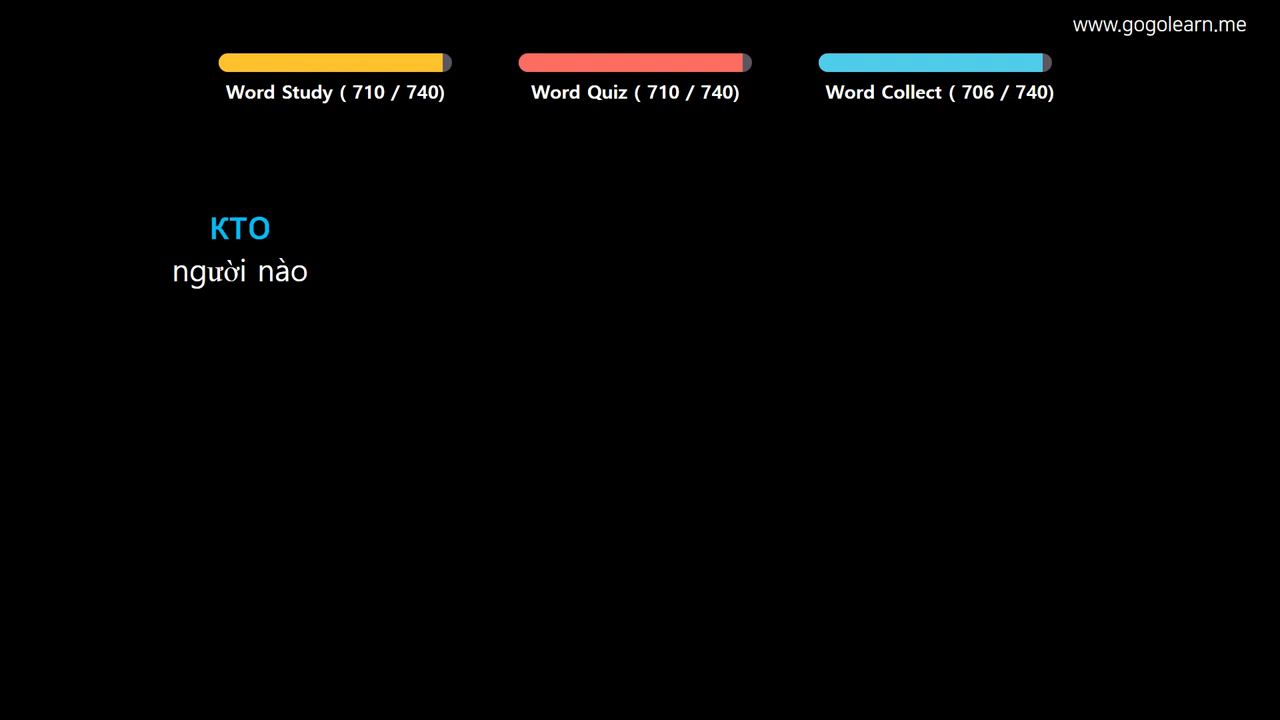 www.gogolearn.me
Word Study ( 710 / 740)
Word Quiz ( 710 / 740)
Word Collect ( 706 / 740)
кто
người nào